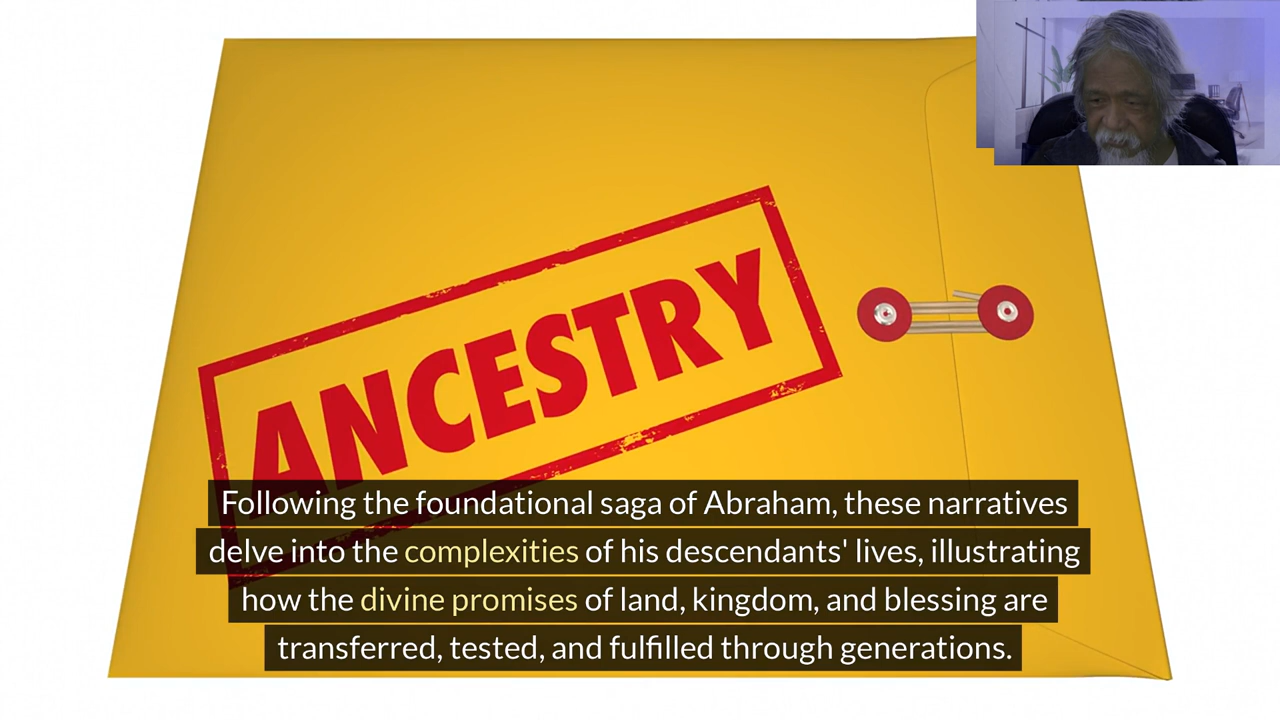 ANCESTRY
Following the foundational saga of Abraham, these narratives
delve into the complexities of his descendants' lives, illustrating
how the divine promises of land, kingdom, and blessing are
transferred, tested, and fulfilled through generations.